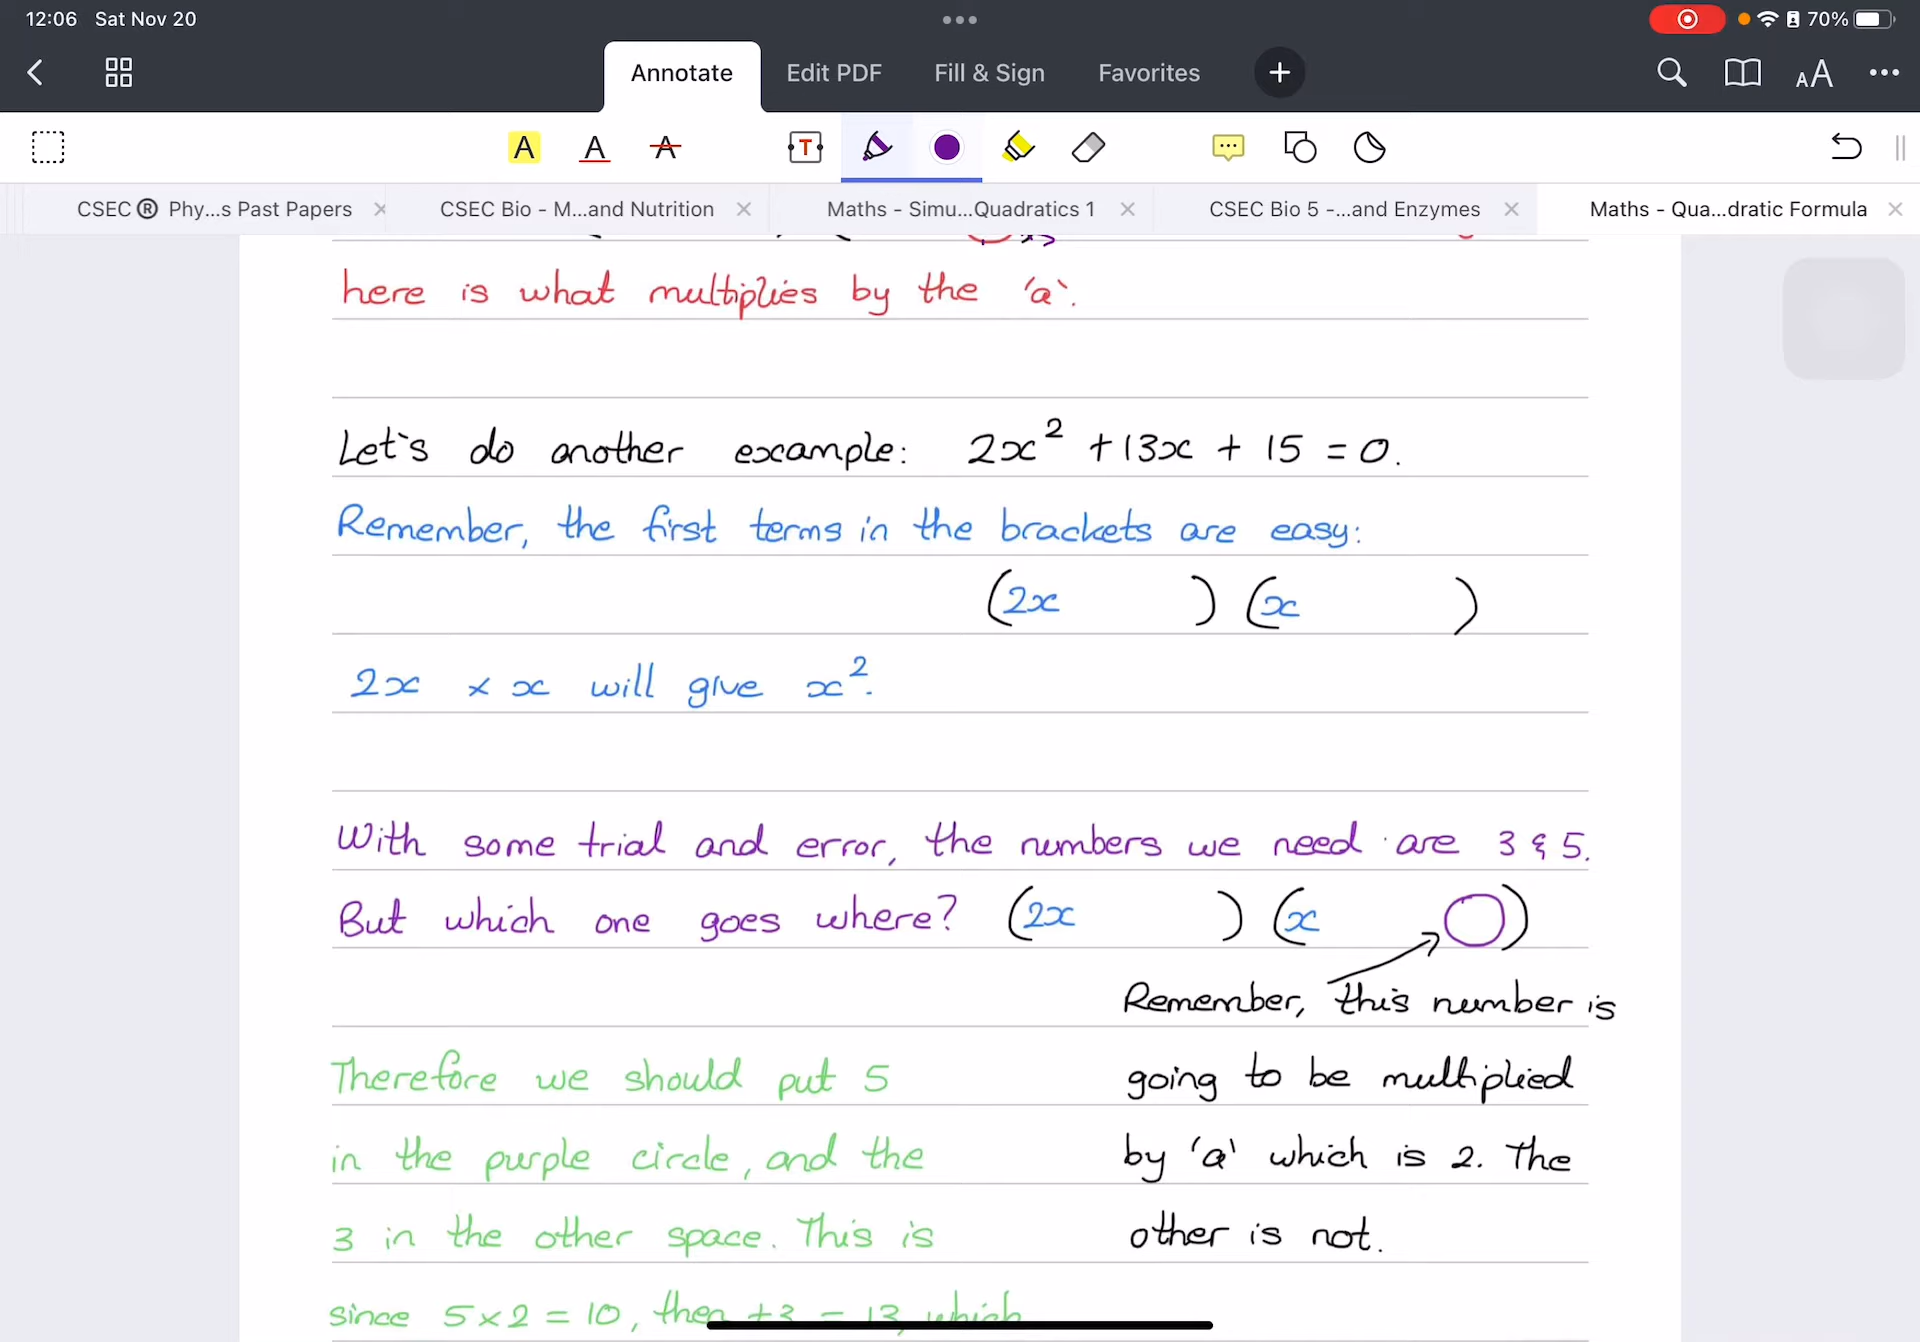 12:06 Sat Nov 20
70%
Annotate Edit PDF Fill & Sign Favorites
CSEC ® Phy...s Past Papers CSEC Bio - M...and Nutrition Maths - Simu...Quadratics 1 CSEC Bio 5 -...and Enzymes Maths - Qua...dratic Formula
here is what multiplies by the 'a'.
Let's do another example: 2x² + 13x + 15 = 0.
Remember, the first terms in the brackets are easy:
(2x ) (x )
2x × x will give x².
With some trial and error, the numbers we need are 3 & 5.
But which one goes where? (2x ) (x )
Remember, this number is
going to be multiplied
by 'a' which is 2. The
other is not.
Therefore we should put 5
in the purple circle, and the
3 in the other space. This is
since 5 × 2 = 10, then +3 = 13, which